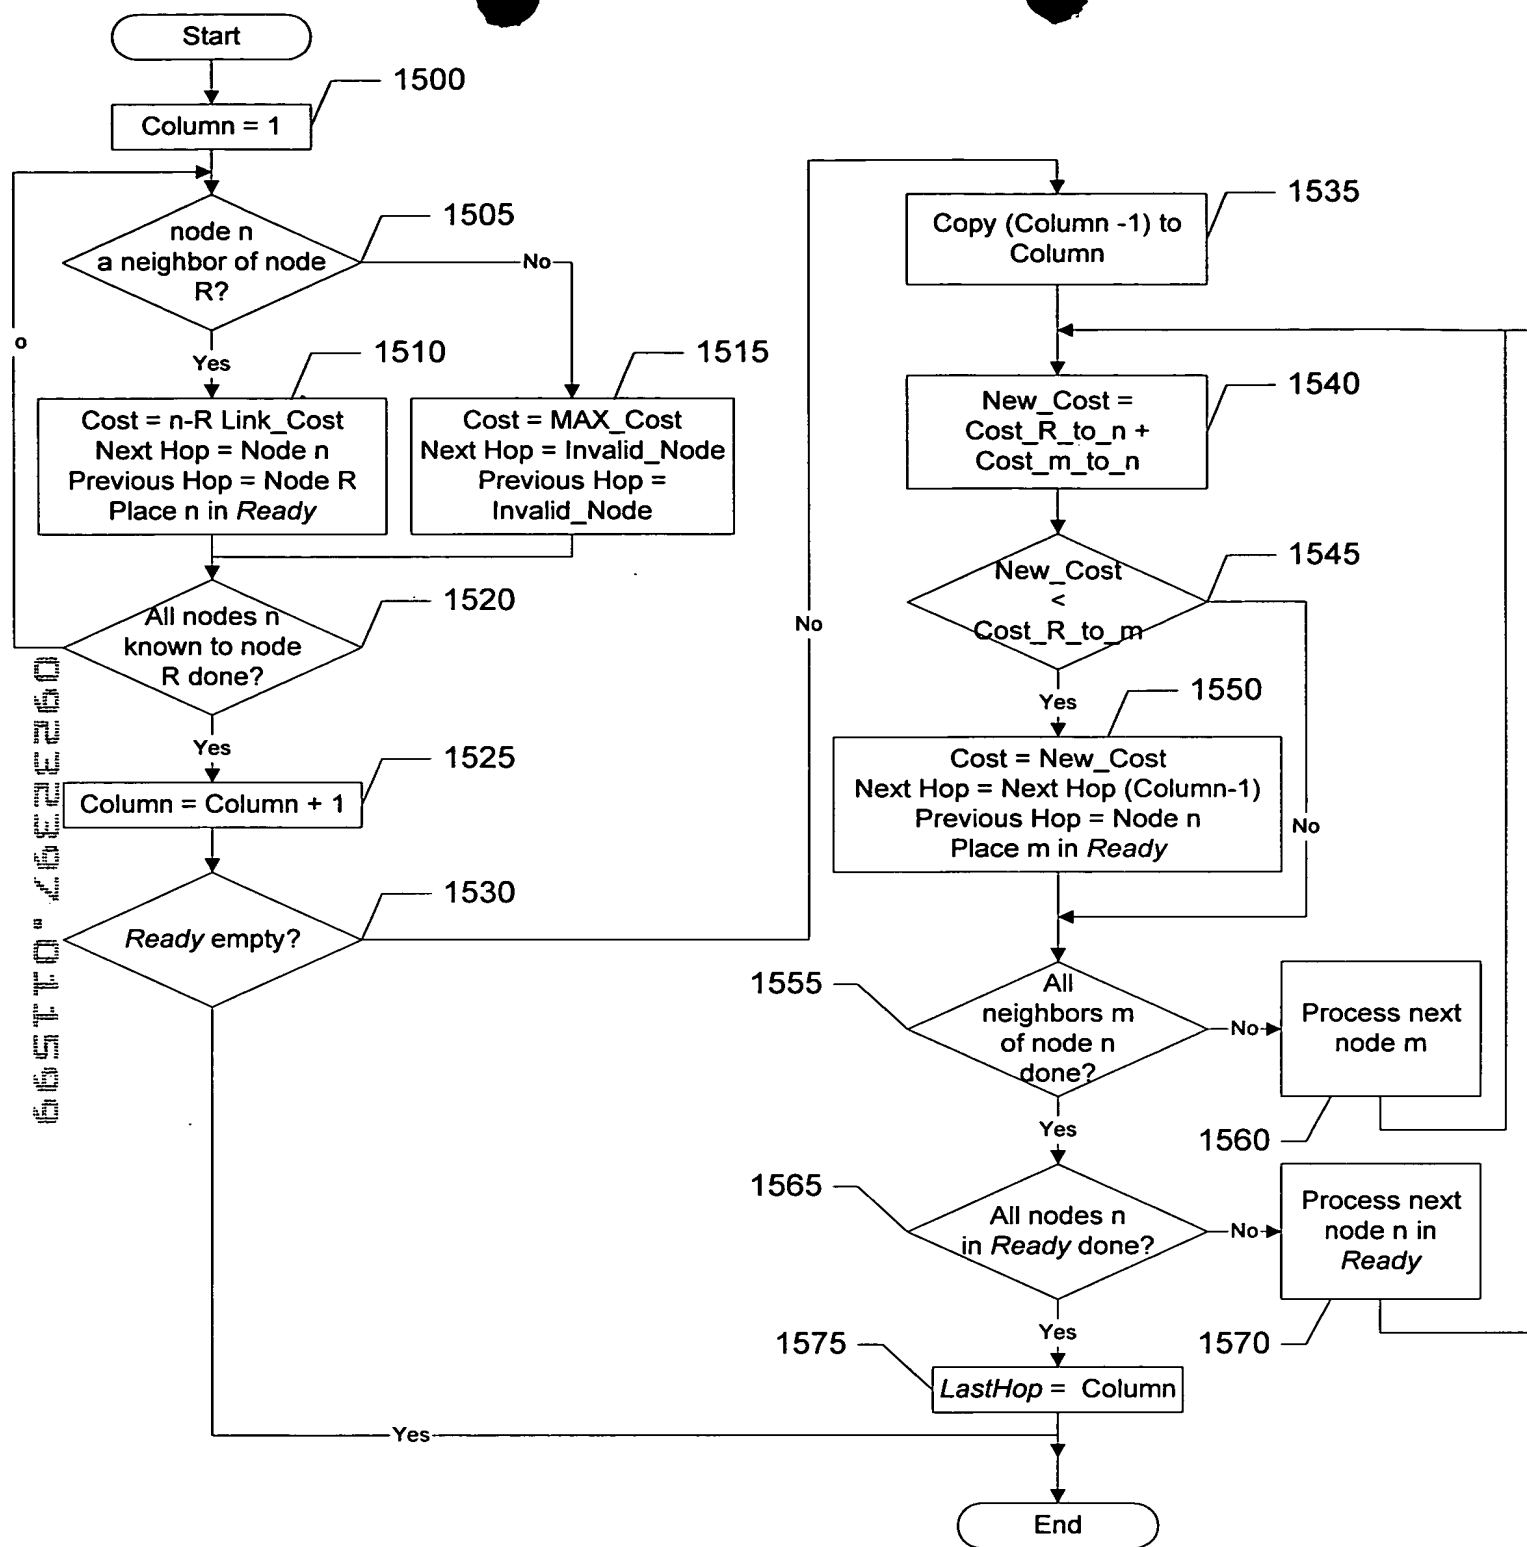 Start
1500
Column = 1
1505
node n
a neighbor of node
R?
No
o
Yes
1510
Cost = n-R Link_Cost
Next Hop = Node n
Previous Hop = Node R
Place n in Ready
1515
Cost = MAX_Cost
Next Hop = Invalid_Node
Previous Hop =
Invalid_Node
1520
All nodes n
known to node
R done?
Yes
1525
Column = Column + 1
1530
Ready empty?
No
Yes
1535
Copy (Column -1) to
Column
1540
New_Cost =
Cost_R_to_n +
Cost_m_to_n
1545
New_Cost
<
Cost_R_to_m
Yes
No
1550
Cost = New_Cost
Next Hop = Next Hop (Column-1)
Previous Hop = Node n
Place m in Ready
1555
All
neighbors m
of node n
done?
No
Process next
node m
1560
Yes
1565
All nodes n
in Ready done?
No
Process next
node n in
Ready
1570
Yes
1575
LastHop = Column
End